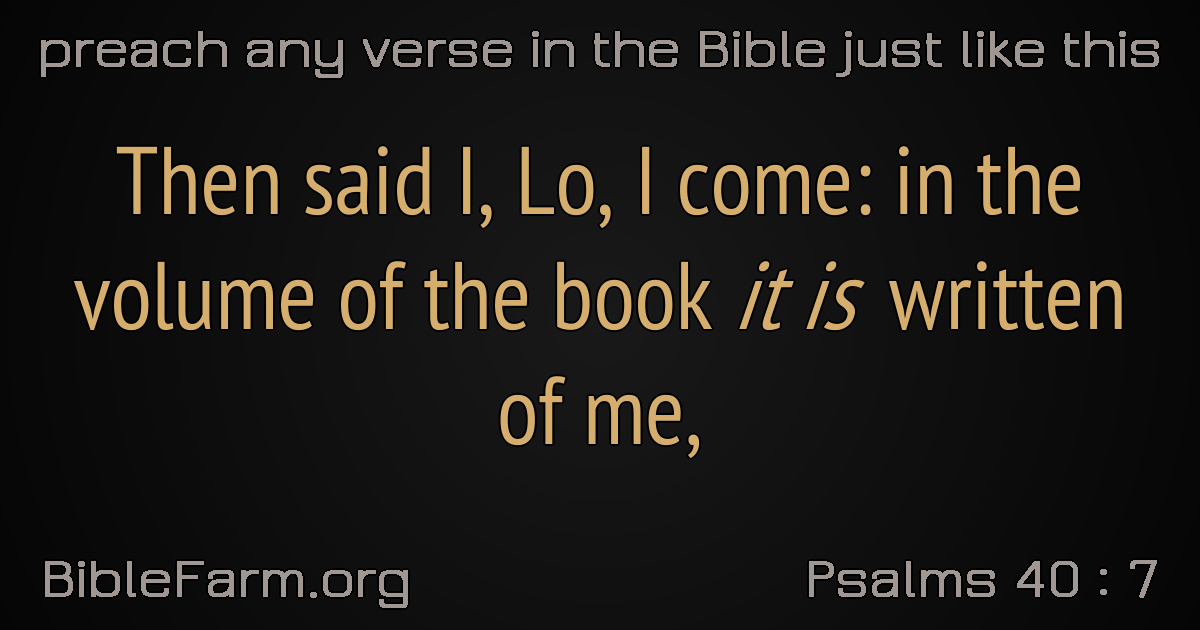 preach any verse in the Bible just like this
Then said I, Lo, I come: in the
volume of the book it is written
of me,
BibleFarm.org
Psalms 40 : 7